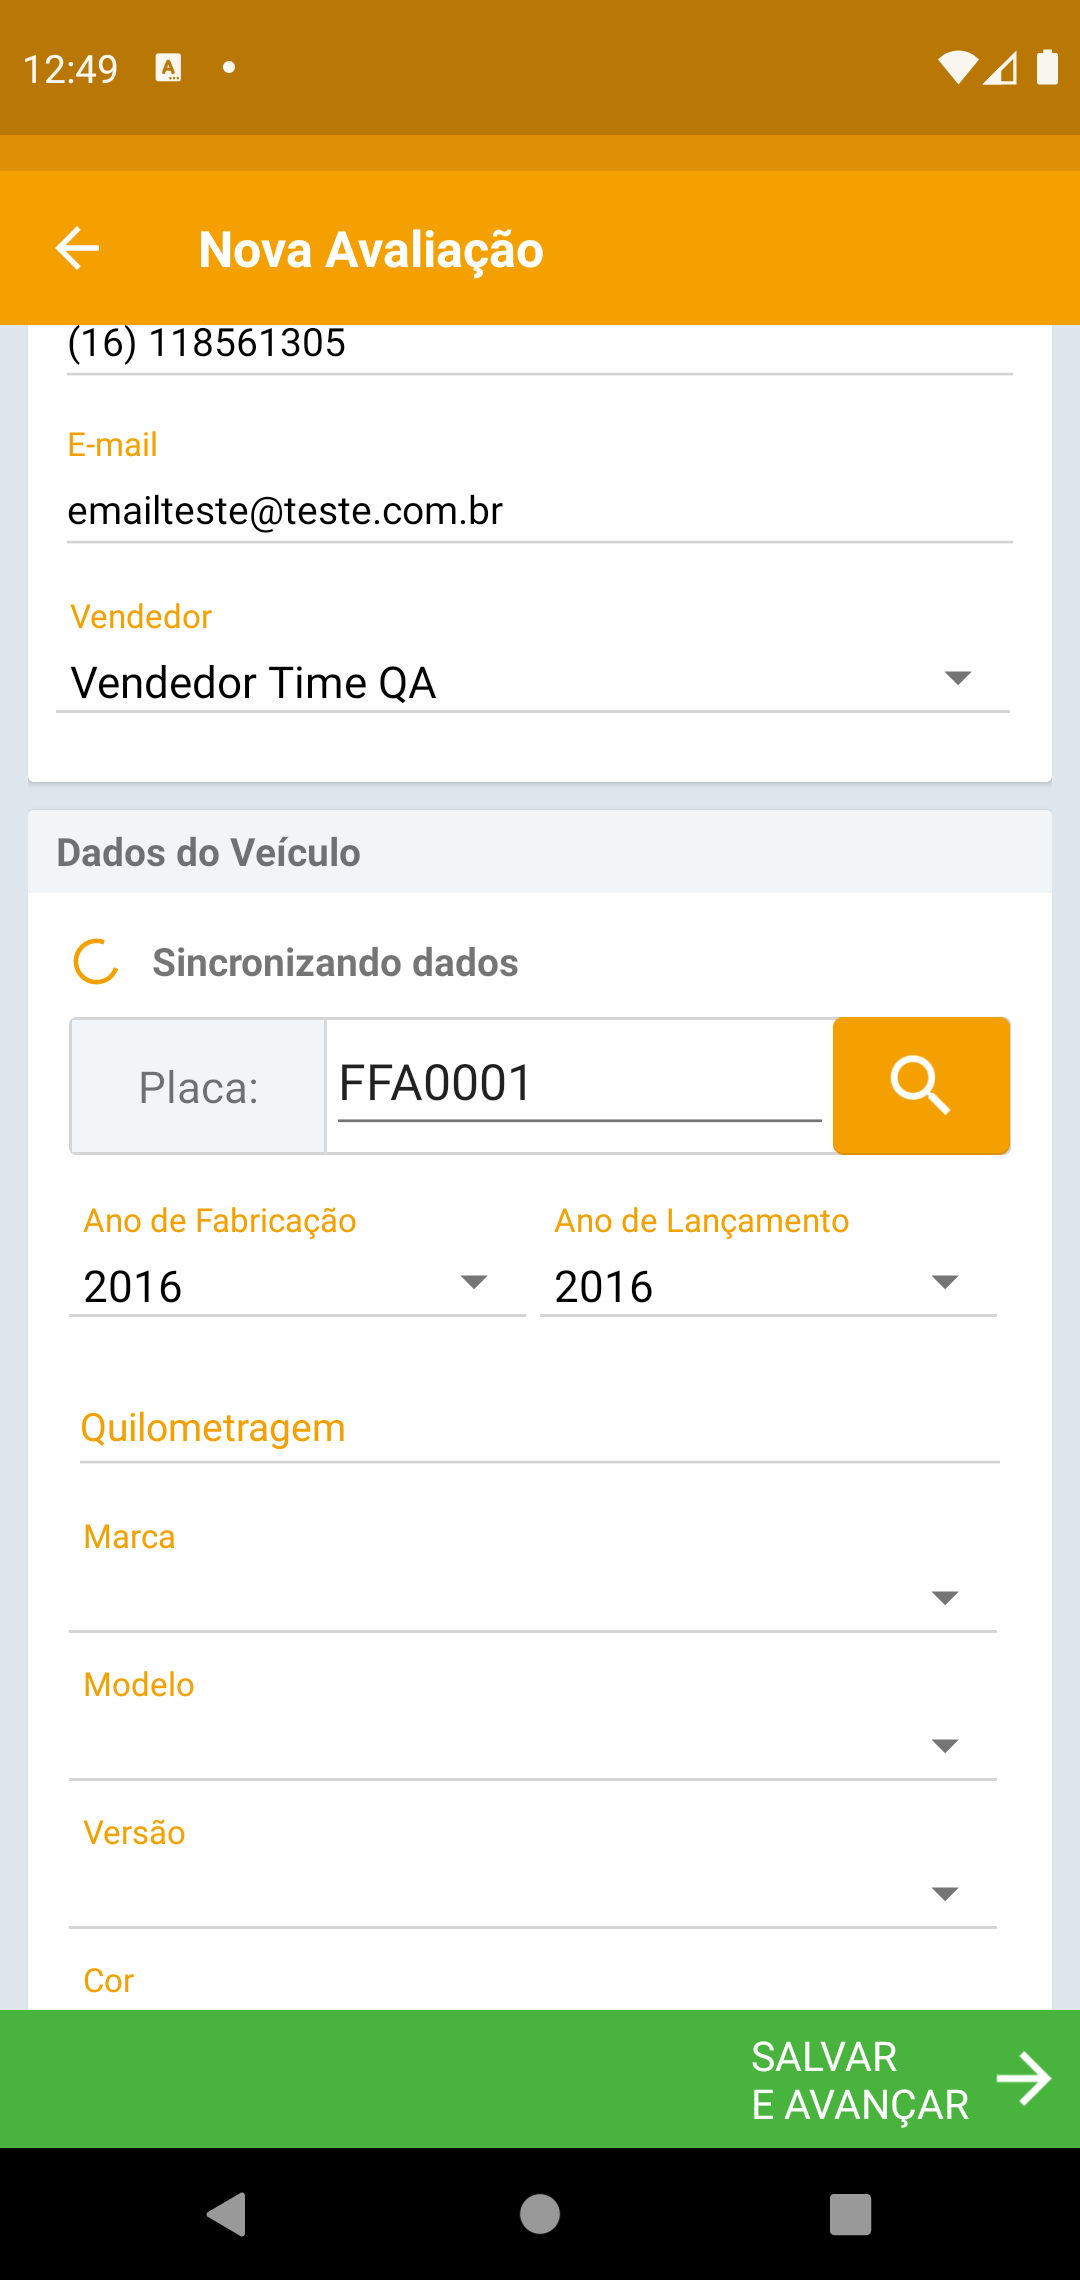 12:49
Nova Avaliação
(16) 118561305
E-mail
emailteste@teste.com.br
Vendedor
Vendedor Time QA
Dados do Veículo
Sincronizando dados
Placa: FFA0001
Ano de Fabricação Ano de Lançamento
2016 2016
Quilometragem
Marca
Modelo
Versão
Cor
SALVAR
E AVANÇAR